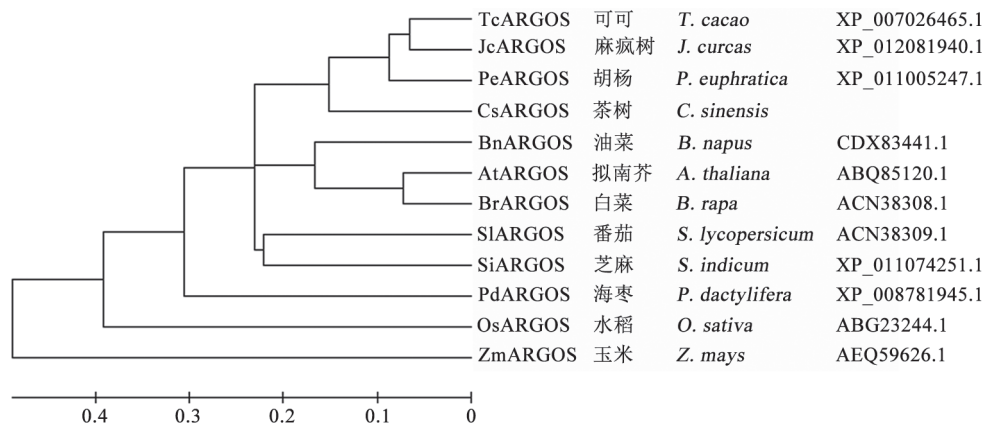 TcARGOS 可可 T. cacao XP_007026465.1
JcARGOS 麻疯树 J. curcas XP_012081940.1
PeARGOS 胡杨 P. euphratica XP_011005247.1
CsARGOS 茶树 C. sinensis
BnARGOS 油菜 B. napus CDX83441.1
AtARGOS 拟南芥 A. thaliana ABQ85120.1
BrARGOS 白菜 B. rapa ACN38308.1
SlARGOS 番茄 S. lycopersicum ACN38309.1
SiARGOS 芝麻 S. indicum XP_011074251.1
PdARGOS 海枣 P. dactylifera XP_008781945.1
OsARGOS 水稻 O. sativa ABG23244.1
ZmARGOS 玉米 Z. mays AEQ59626.1
0.4 0.3 0.2 0.1 0